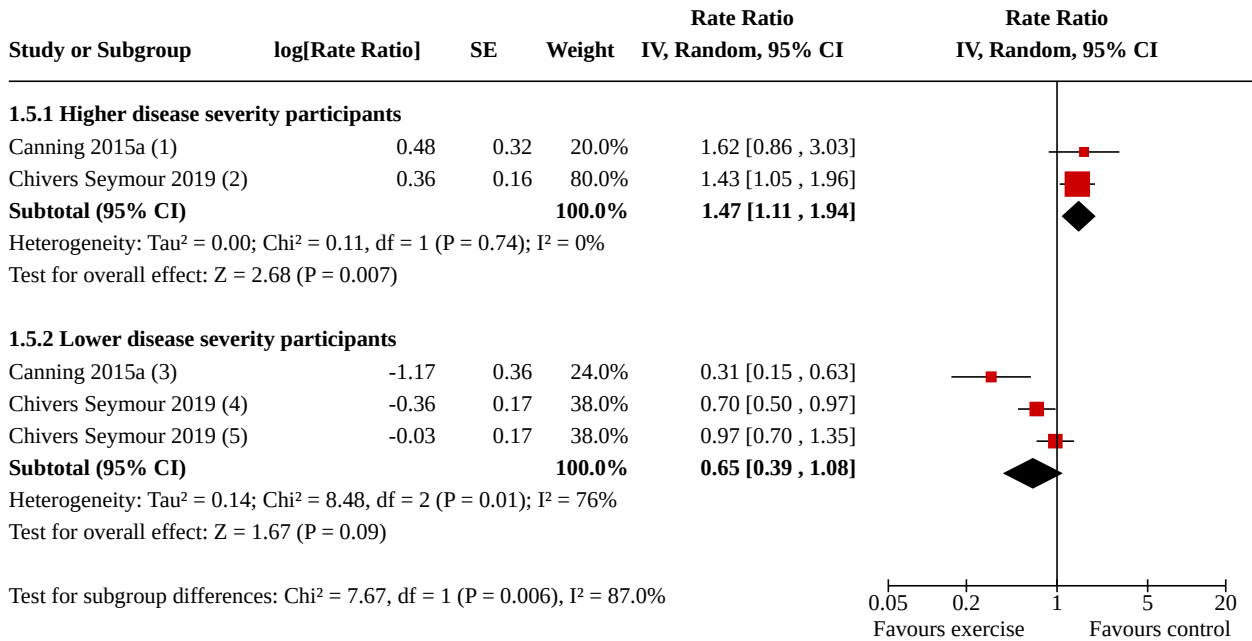 Rate Ratio Rate Ratio
Study or Subgroup log[Rate Ratio] SE Weight IV, Random, 95% CI IV, Random, 95% CI
1.5.1 Higher disease severity participants
Canning 2015a (1) 0.48 0.32 20.0% 1.62 [0.86 , 3.03]
Chivers Seymour 2019 (2) 0.36 0.16 80.0% 1.43 [1.05 , 1.96]
Subtotal (95% CI) 100.0% 1.47 [1.11 , 1.94]
Heterogeneity: Tau² = 0.00; Chi² = 0.11, df = 1 (P = 0.74); I² = 0%
Test for overall effect: Z = 2.68 (P = 0.007)
1.5.2 Lower disease severity participants
Canning 2015a (3) -1.17 0.36 24.0% 0.31 [0.15 , 0.63]
Chivers Seymour 2019 (4) -0.36 0.17 38.0% 0.70 [0.50 , 0.97]
Chivers Seymour 2019 (5) -0.03 0.17 38.0% 0.97 [0.70 , 1.35]
Subtotal (95% CI) 100.0% 0.65 [0.39 , 1.08]
Heterogeneity: Tau² = 0.14; Chi² = 8.48, df = 2 (P = 0.01); I² = 76%
Test for overall effect: Z = 1.67 (P = 0.09)
Test for subgroup differences: Chi² = 7.67, df = 1 (P = 0.006), I² = 87.0%
0.05 0.2 1 5 20
Favours exercise Favours control